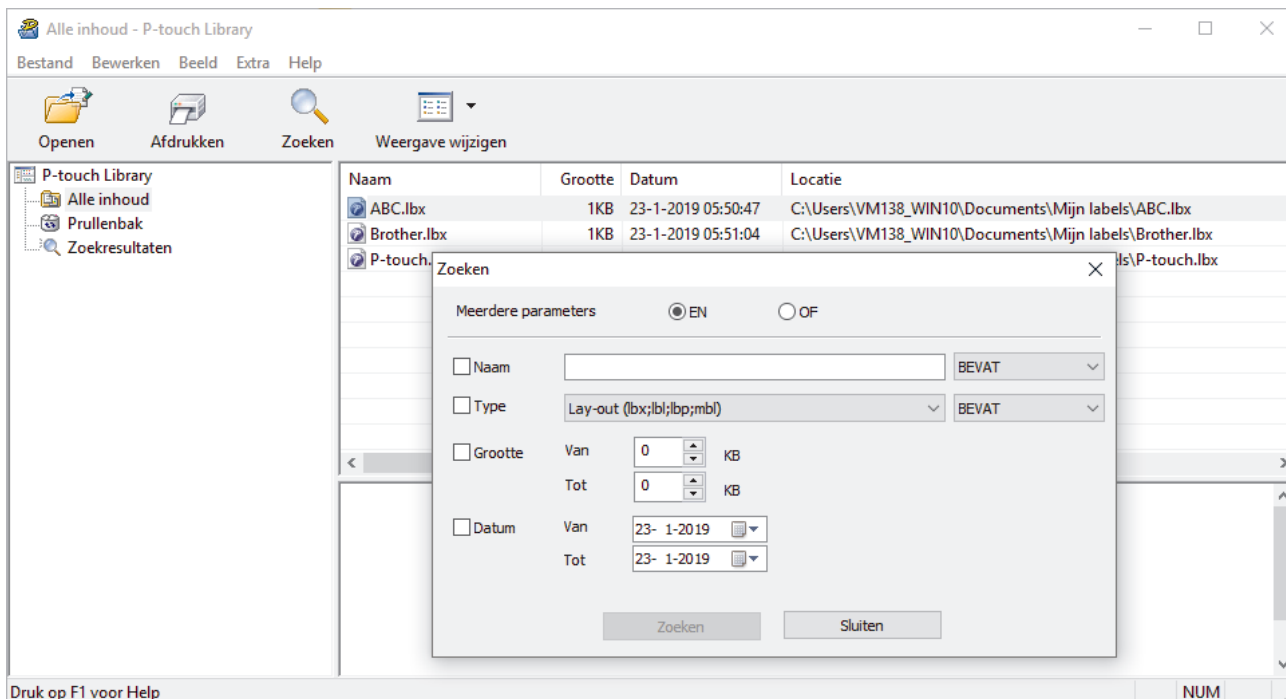 Alle inhoud - P-touch Library
Bestand Bewerken Beeld Extra Help
Openen Afdrukken Zoeken Weergave wijzigen
P-touch Library
Alle inhoud
Prullenbak
Zoekresultaten
Naam Grootte Datum Locatie
ABC.lbx 1KB 23-1-2019 05:50:47 C:\Users\VM138_WIN10\Documents\Mijn labels\ABC.lbx
Brother.lbx 1KB 23-1-2019 05:51:04 C:\Users\VM138_WIN10\Documents\Mijn labels\Brother.lbx
P-touch. ls\P-touch.lbx
Zoeken
Meerdere parameters EN OF
Naam BEVAT
Type Lay-out (lbx;lbl;lbp;mbl) BEVAT
Grootte Van 0 KB
Tot 0 KB
Datum Van 23- 1-2019
Tot 23- 1-2019
Zoeken Sluiten
Druk op F1 voor Help NUM